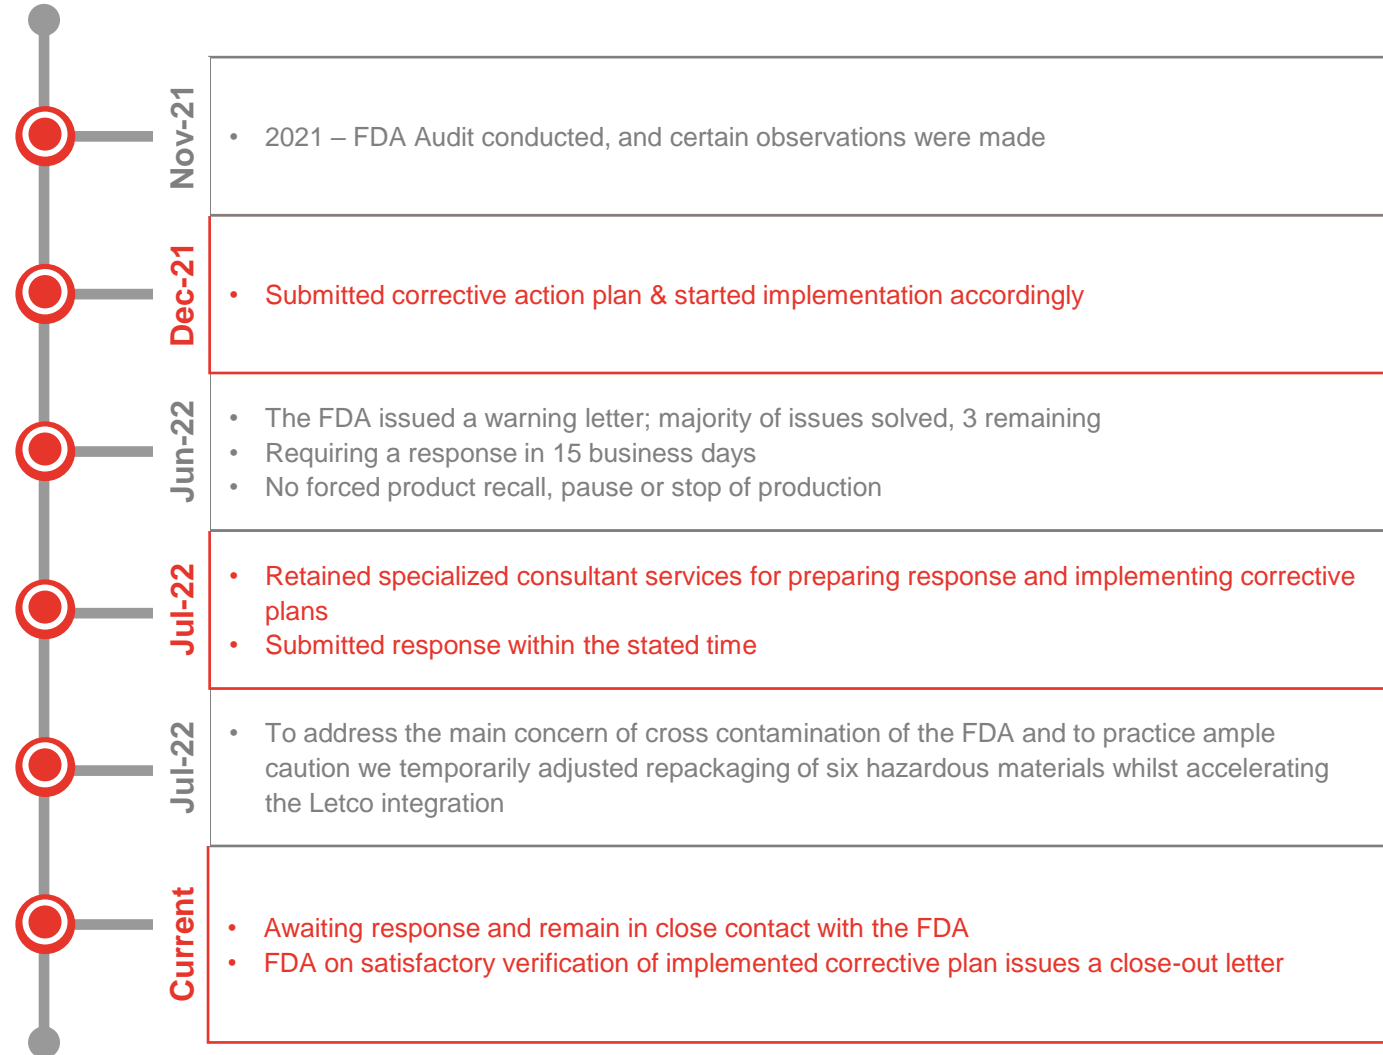 Nov-21
• 2021 – FDA Audit conducted, and certain observations were made
Dec-21
• Submitted corrective action plan & started implementation accordingly
Jun-22
• The FDA issued a warning letter; majority of issues solved, 3 remaining
• Requiring a response in 15 business days
• No forced product recall, pause or stop of production
Jul-22
• Retained specialized consultant services for preparing response and implementing corrective
plans
• Submitted response within the stated time
Jul-22
• To address the main concern of cross contamination of the FDA and to practice ample
caution we temporarily adjusted repackaging of six hazardous materials whilst accelerating
the Letco integration
Current
• Awaiting response and remain in close contact with the FDA
• FDA on satisfactory verification of implemented corrective plan issues a close-out letter